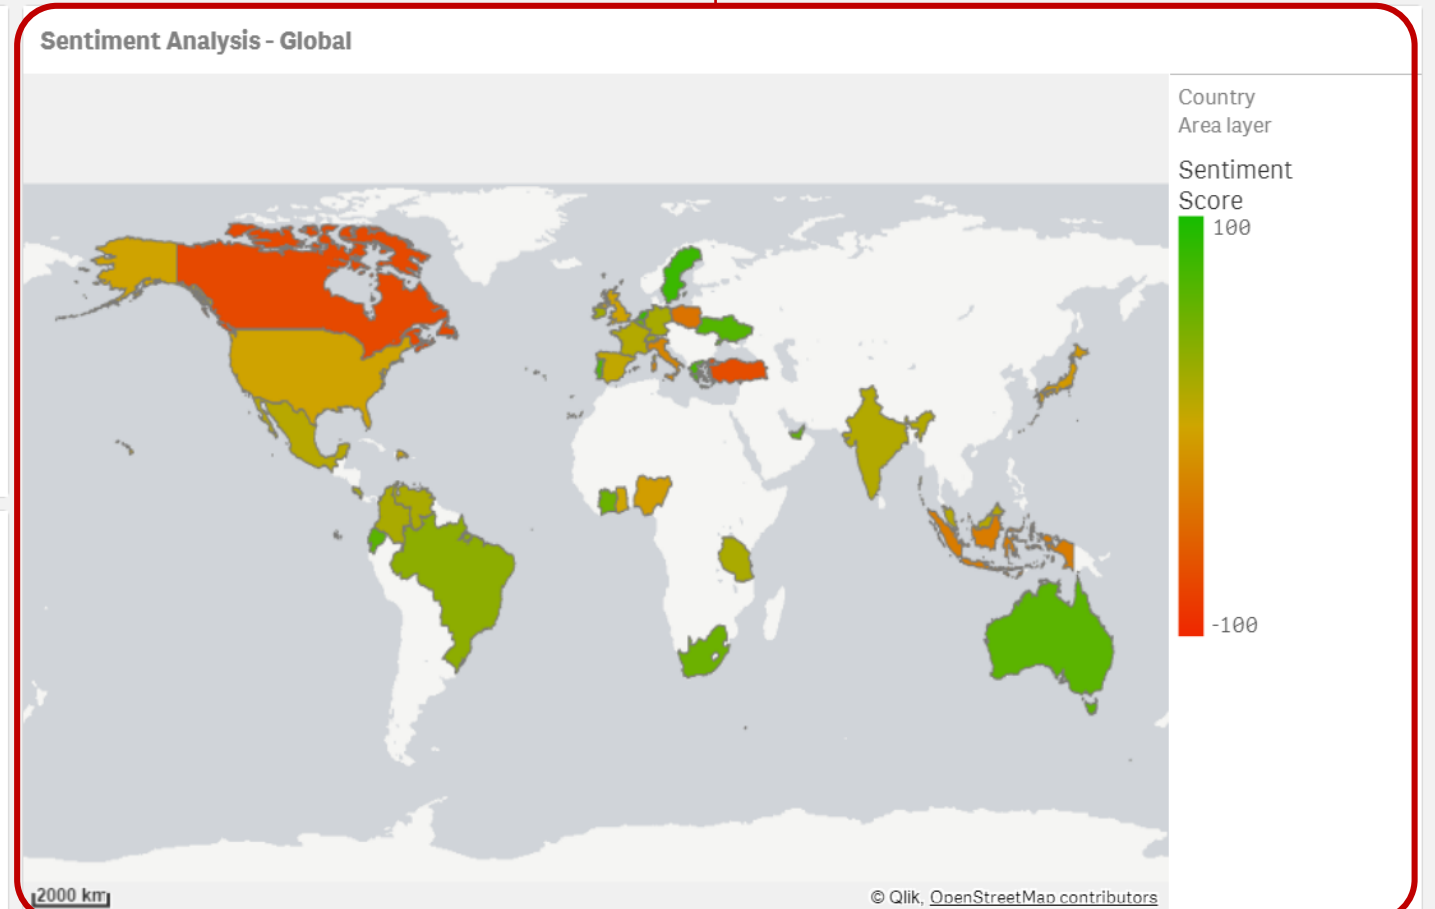 Sentiment Analysis - Global
Country
Area layer
Sentiment
Score
100
-100
2000 km
© Qlik, OpenStreetMap contributors